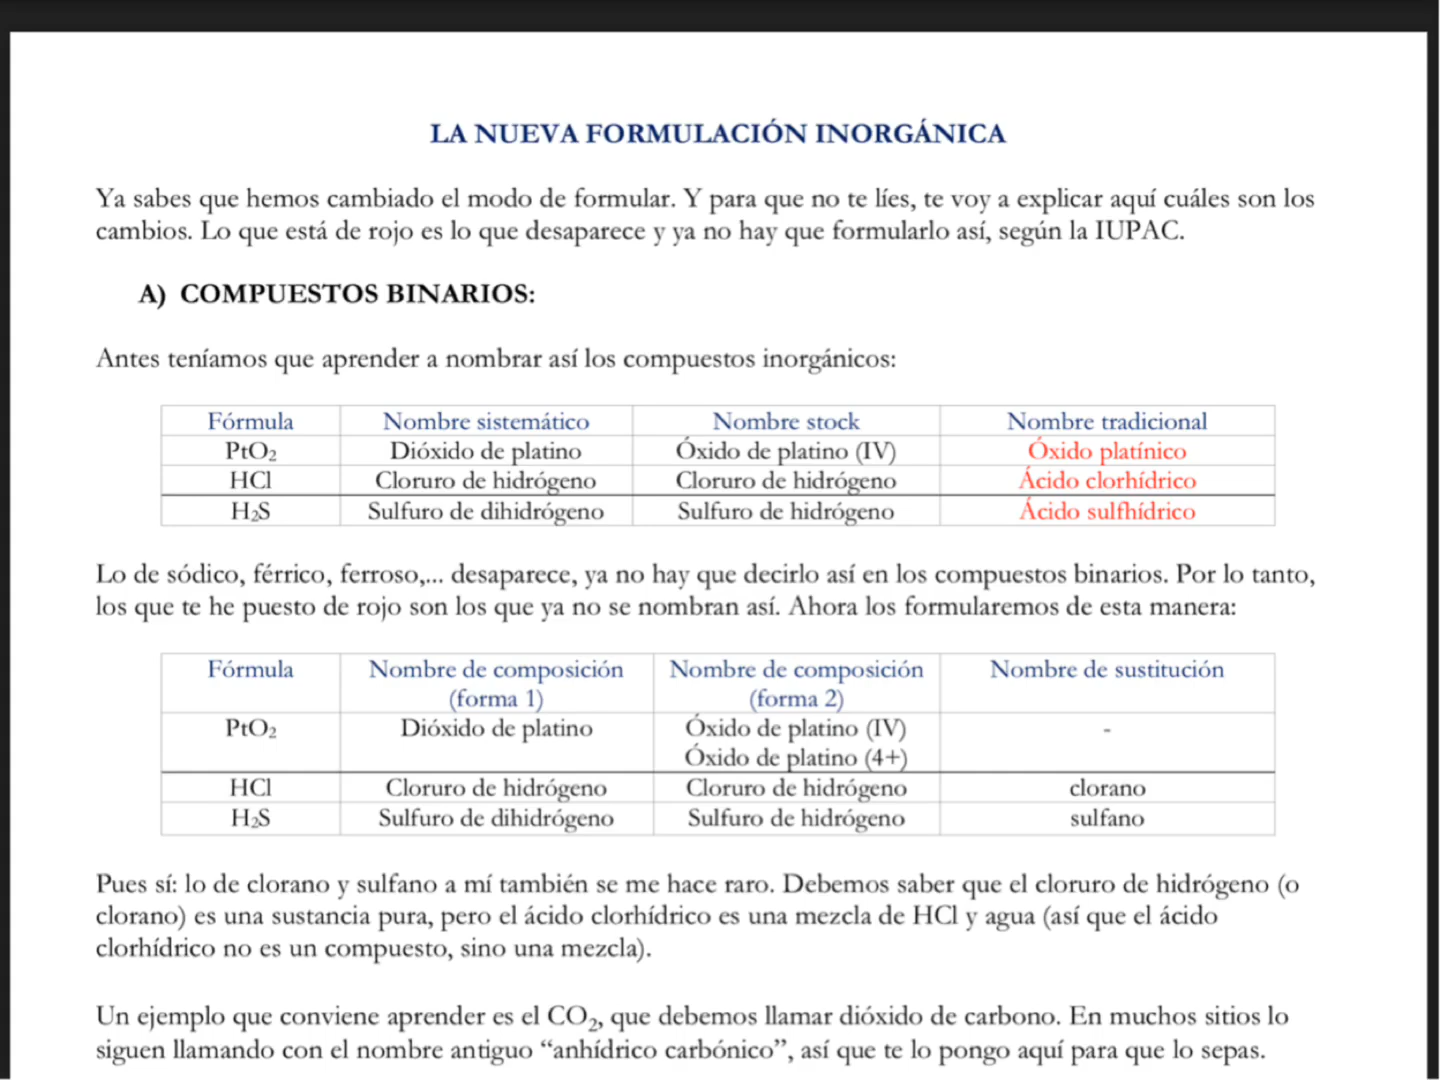 LA NUEVA FORMULACIÓN INORGÁNICA
Ya sabes que hemos cambiado el modo de formular. Y para que no te líes, te voy a explicar aquí cuáles son los
cambios. Lo que está de rojo es lo que desaparece y ya no hay que formularlo así, según la IUPAC.
A) COMPUESTOS BINARIOS:
Antes teníamos que aprender a nombrar así los compuestos inorgánicos:
Fórmula Nombre sistemático Nombre stock Nombre tradicional
PtO₂ Dióxido de platino Óxido de platino (IV) Óxido platínico
HCl Cloruro de hidrógeno Cloruro de hidrógeno Ácido clorhídrico
H₂S Sulfuro de dihidrógeno Sulfuro de hidrógeno Ácido sulfhídrico
Lo de sódico, férrico, ferroso,... desaparece, ya no hay que decirlo así en los compuestos binarios. Por lo tanto,
los que te he puesto de rojo son los que ya no se nombran así. Ahora los formularemos de esta manera:
Fórmula Nombre de composición Nombre de composición Nombre de sustitución
(forma 1) (forma 2)
PtO₂ Dióxido de platino Óxido de platino (IV) -
Óxido de platino (4+)
HCl Cloruro de hidrógeno Cloruro de hidrógeno clorano
H₂S Sulfuro de dihidrógeno Sulfuro de hidrógeno sulfano
Pues sí: lo de clorano y sulfano a mí también se me hace raro. Debemos saber que el cloruro de hidrógeno (o
clorano) es una sustancia pura, pero el ácido clorhídrico es una mezcla de HCl y agua (así que el ácido
clorhídrico no es un compuesto, sino una mezcla).
Un ejemplo que conviene aprender es el CO₂, que debemos llamar dióxido de carbono. En muchos sitios lo
siguen llamando con el nombre antiguo “anhídrico carbónico”, así que te lo pongo aquí para que lo sepas.